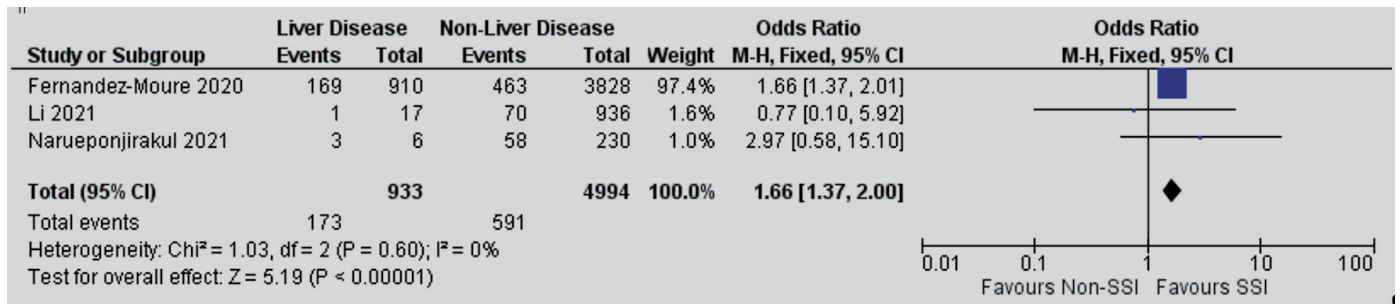 Liver Disease Non-Liver Disease Odds Ratio Odds Ratio
Study or Subgroup Events Total Events Total Weight M-H, Fixed, 95% CI M-H, Fixed, 95% CI
Fernandez-Moure 2020 169 910 463 3828 97.4% 1.66 [1.37, 2.01]
Li 2021 1 17 70 936 1.6% 0.77 [0.10, 5.92]
Narueponjirakul 2021 3 6 58 230 1.0% 2.97 [0.58, 15.10]
Total (95% CI) 933 4994 100.0% 1.66 [1.37, 2.00]
Total events 173 591
Heterogeneity: Chi² = 1.03, df = 2 (P = 0.60); I² = 0%
Test for overall effect: Z = 5.19 (P < 0.00001)
0.01 0.1 1 10 100
Favours Non-SSI Favours SSI